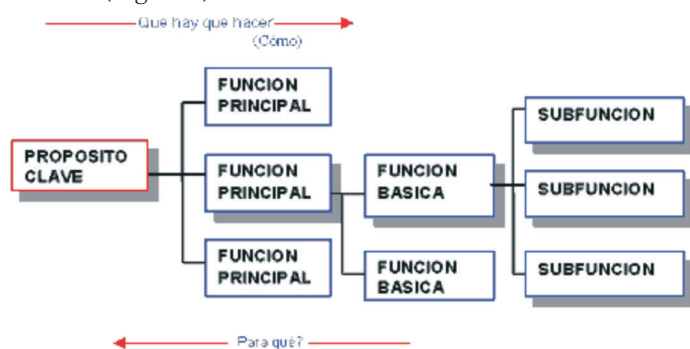 Que hay que hacer
(Cómo)
FUNCION
PRINCIPAL
PROPOSITO
CLAVE
FUNCION
PRINCIPAL
FUNCION
PRINCIPAL
FUNCION
BASICA
FUNCION
BASICA
SUBFUNCION
SUBFUNCION
SUBFUNCION
Para qué?